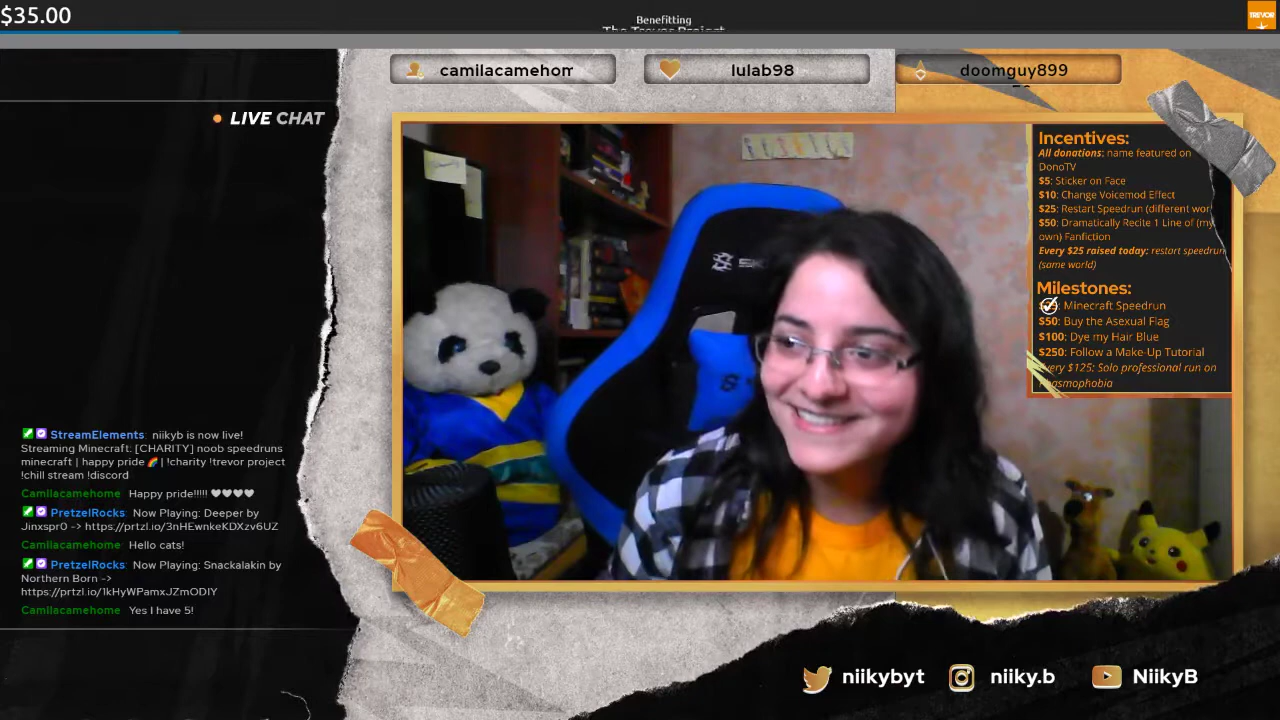 $35.00
Benefitting
The Trevor Project
TREVOR
camilacamehom
lulab98
doomguy899
LIVE CHAT
StreamElements: niikyb is now live!
Streaming Minecraft: [CHARITY] noob speedruns
minecraft | happy pride 🌈 | !charity !trevor project
!chill stream !discord
Camilacamehome: Happy pride!!!!! ♥♥♥♥
PretzelRocks: Now Playing: Deeper by
Jinxspr0 -> https://prtzl.io/3nHEwnkeKDXzv6UZ
Camilacamehome: Hello cats!
PretzelRocks: Now Playing: Snackalakin by
Northern Born ->
https://prtzl.io/1kHyWPamxJZmODIY
Camilacamehome: Yes I have 5!
Incentives:
All donations: name featured on
DonoTV
$5: Sticker on Face
$10: Change Voicemod Effect
$25: Restart Speedrun (different wor
$50: Dramatically Recite 1 Line of (my
own) Fanfiction
Every $25 raised today: restart speedrun
(same world)
Milestones:
Minecraft Speedrun
$50: Buy the Asexual Flag
$100: Dye my Hair Blue
$250: Follow a Make-Up Tutorial
Every $125: Solo professional run on
Phasmophobia
niikybyt
niiky.b
NiikyB